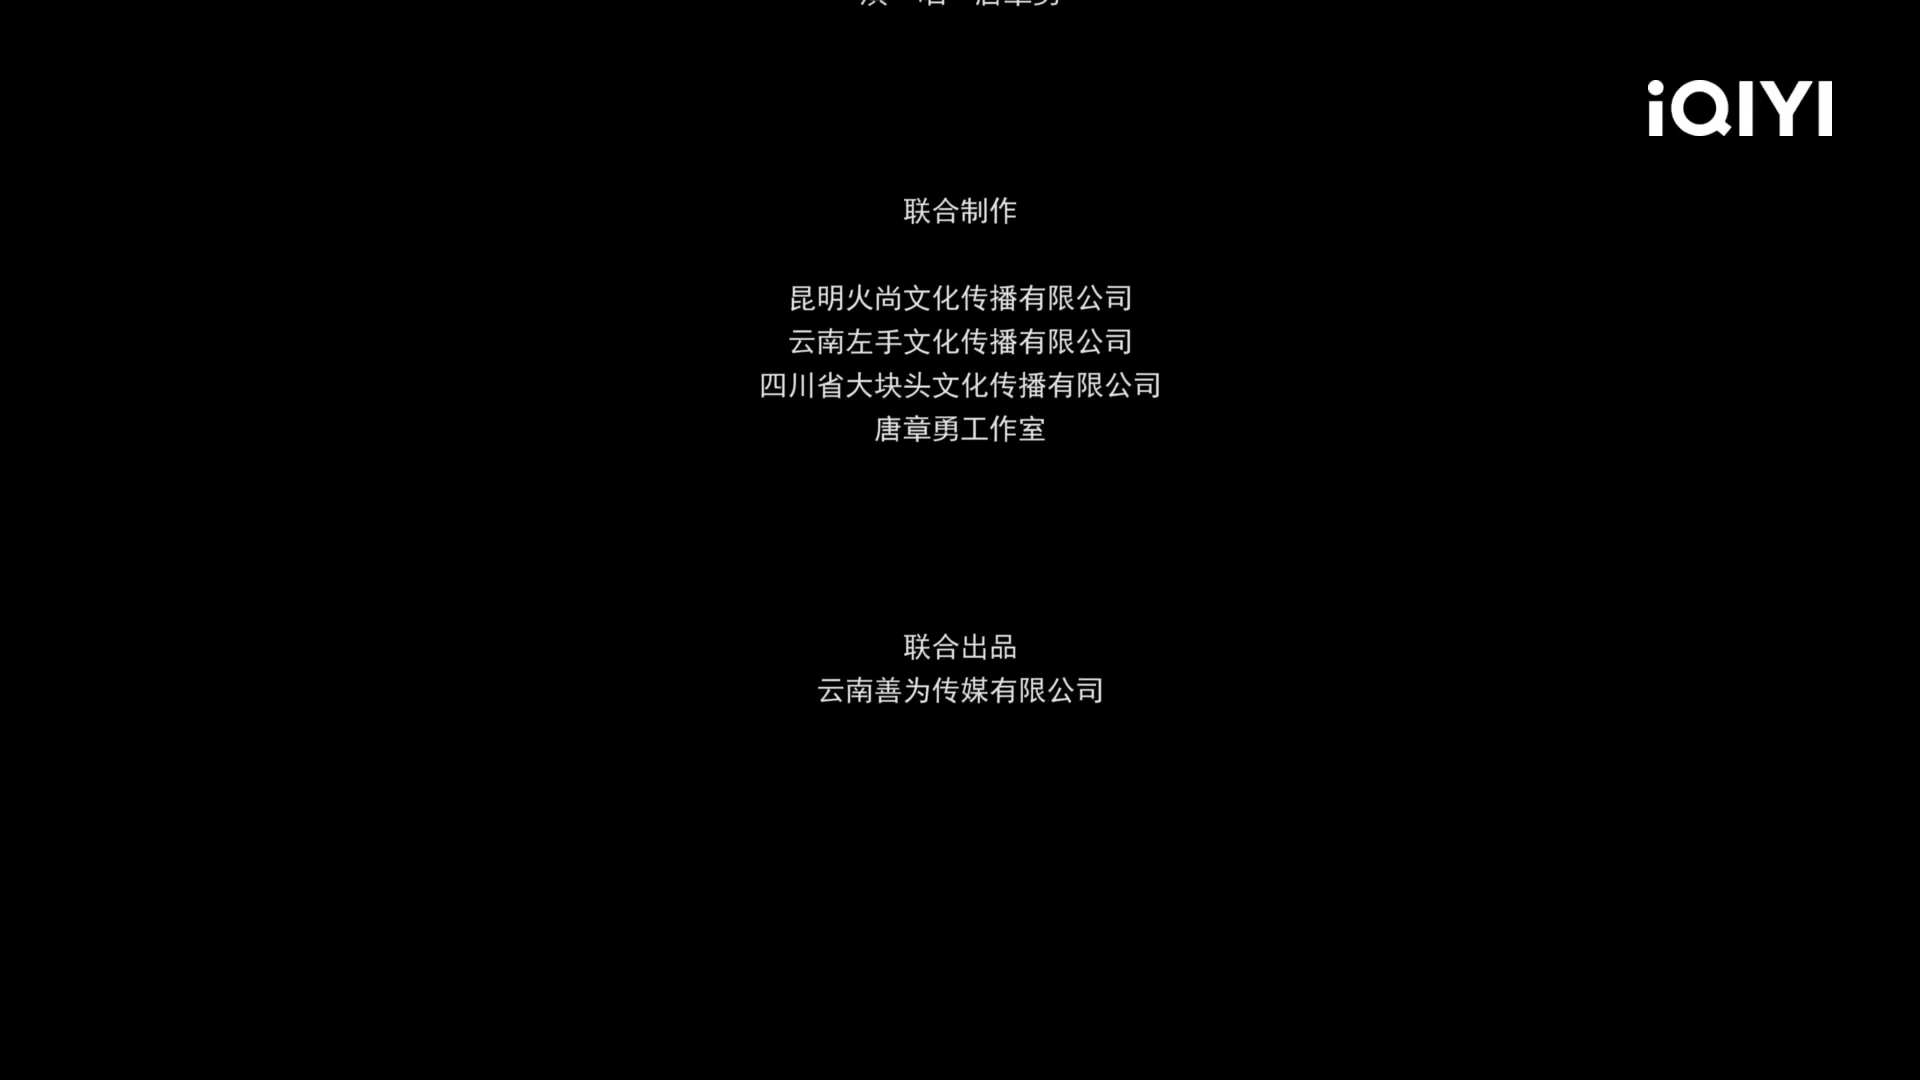 iQIYI
联合制作
昆明火尚文化传播有限公司
云南左手文化传播有限公司
四川省大块头文化传播有限公司
唐章勇工作室
联合出品
云南善为传媒有限公司